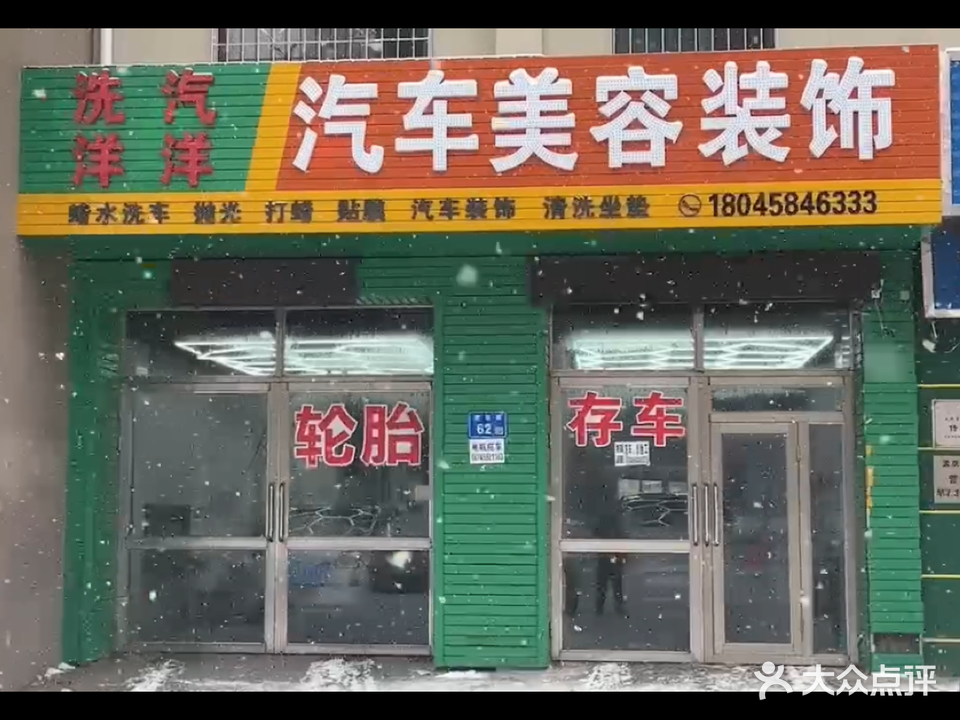 洗汽
洋洋
汽车美容装饰
蜡水洗车 抛光 打蜡 贴膜 汽车装饰 清洗坐垫 18045846333
轮胎
存车
62
大众点评